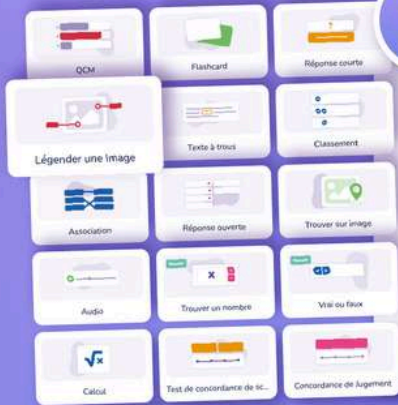 QCM
Flashcard
Réponse courte
Légender une image
Texte à trous
Classement
Association
Réponse ouverte
Trouver sur image
Audio
Trouver un nombre
Vrai ou faux
Calcul
Test de concordance de sc...
Concordance de Jugement